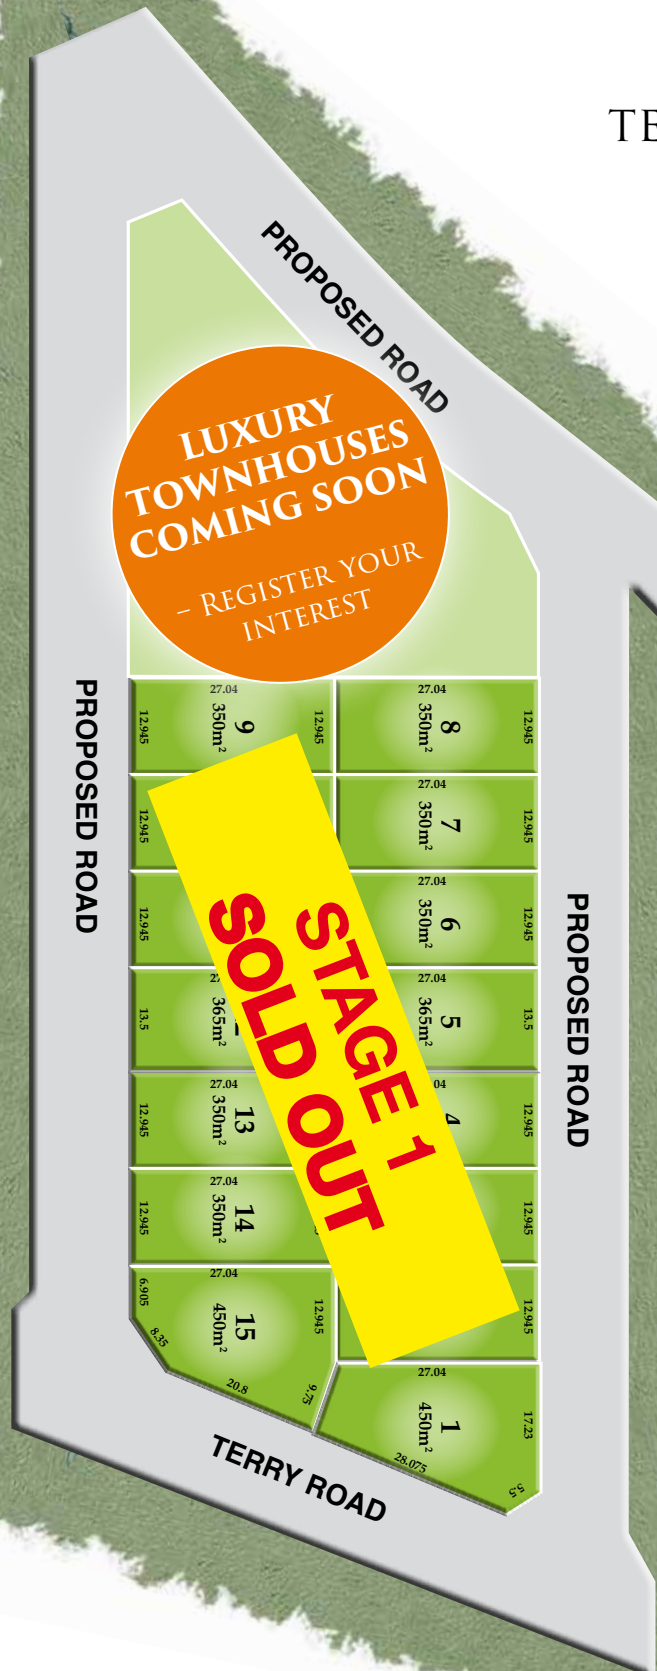 TE
PROPOSED ROAD
LUXURY
TOWNHOUSES
COMING SOON
– REGISTER YOUR
INTEREST
PROPOSED ROAD
PROPOSED ROAD
27.04
12.945
9
350m²
12.945
27.04
8
350m²
12.945
12.945
27.04
7
350m²
12.945
12.945
27.04
6
350m²
12.945
13.5
27
365m²
27.04
5
365m²
13.5
27.04
12.945
13
350m²
04
4
12.945
27.04
12.945
14
350m²
12.945
27.04
6.905
15
450m²
12.945
8.35
20.8
9.75
12.945
27.04
1
450m²
17.23
28.075
5.5
STAGE 1
SOLD OUT
TERRY ROAD